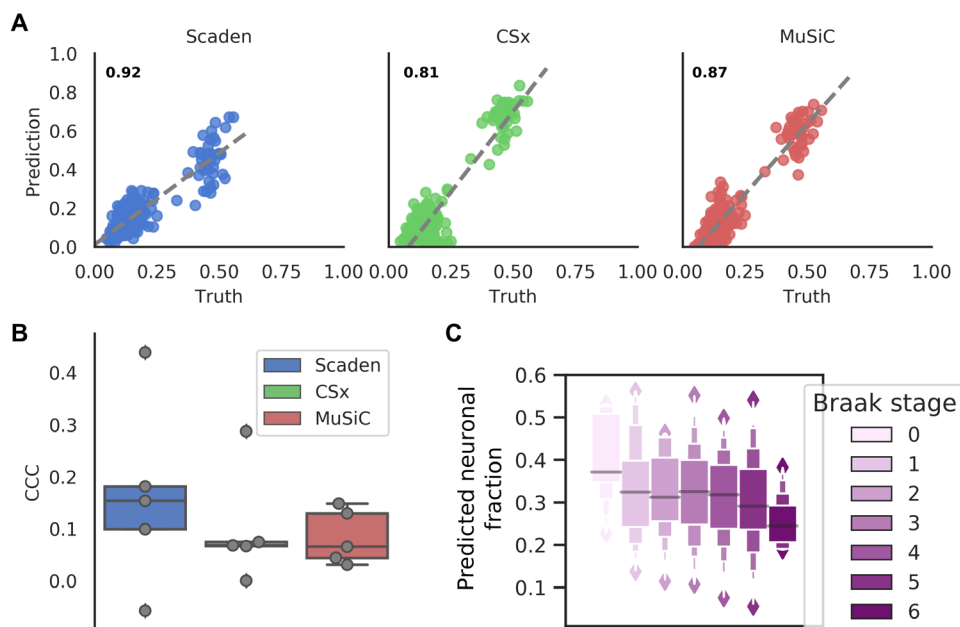 A
Scaden
CSx
MuSiC
Prediction
1.0
0.8
0.6
0.4
0.2
0.0
0.92
0.81
0.87
0.00 0.25 0.50 0.75 1.00
0.00 0.25 0.50 0.75 1.00
0.00 0.25 0.50 0.75 1.00
Truth
Truth
Truth
B
CCC
0.4
0.3
0.2
0.1
0.0
Scaden
CSx
MuSiC
C
Predicted neuronal
fraction
0.6
0.5
0.4
0.3
0.2
0.1
Braak stage
0
1
2
3
4
5
6